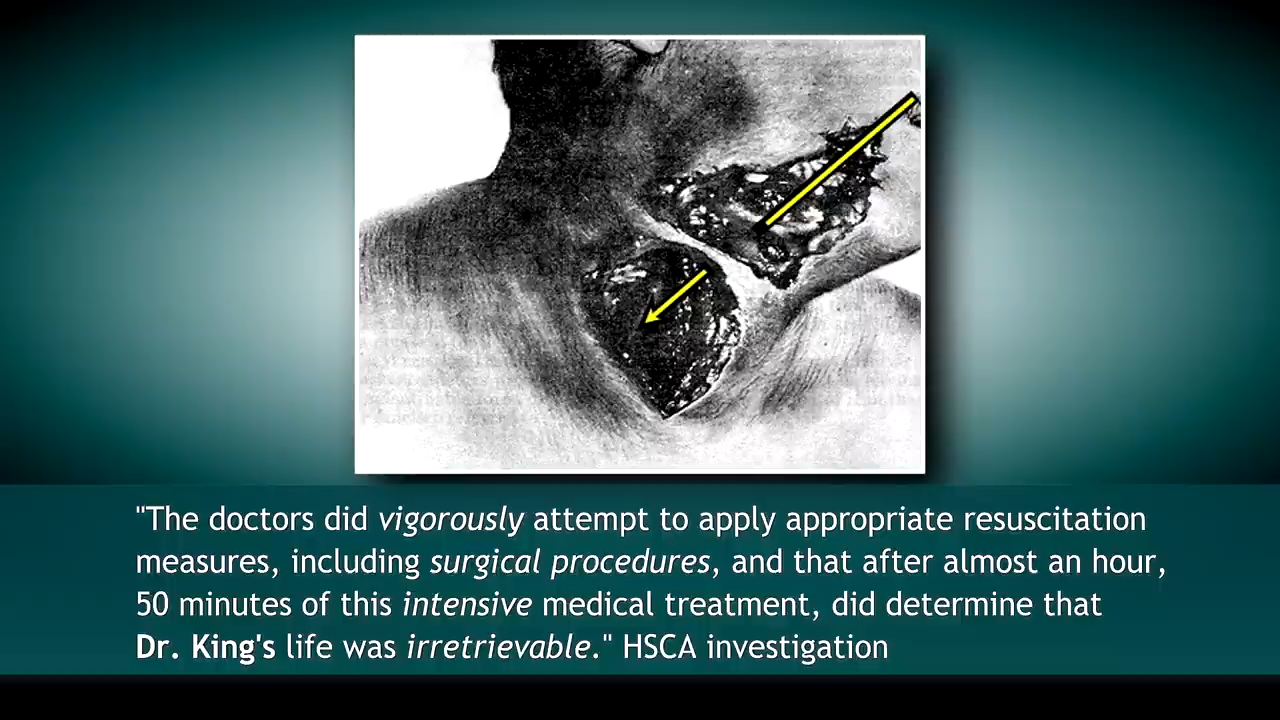 "The doctors did vigorously attempt to apply appropriate resuscitation
measures, including surgical procedures, and that after almost an hour,
50 minutes of this intensive medical treatment, did determine that
Dr. King's life was irretrievable." HSCA investigation